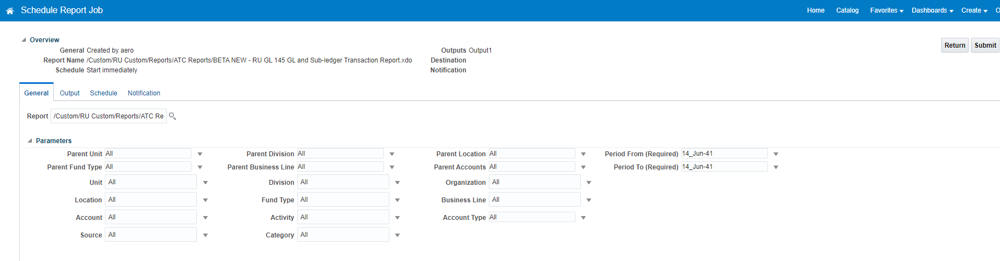 Schedule Report Job Home Catalog Favorites Dashboards Create
Overview
Return Submit
General Created by aero Outputs Output1
Report Name /Custom/RU Custom/Reports/ATC Reports/BETA NEW - RU GL 145 GL and Sub-ledger Transaction Report.xdo Destination
Schedule Start immediately Notification
General Output Schedule Notification
Report /Custom/RU Custom/Reports/ATC Re
Parameters
Parent Unit All Parent Division All Parent Location All Period From (Required) 14_Jun-41
Parent Fund Type All Parent Business Line All Parent Accounts All Period To (Required) 14_Jun-41
Unit All Division All Organization All
Location All Fund Type All Business Line All
Account All Activity All Account Type All
Source All Category All